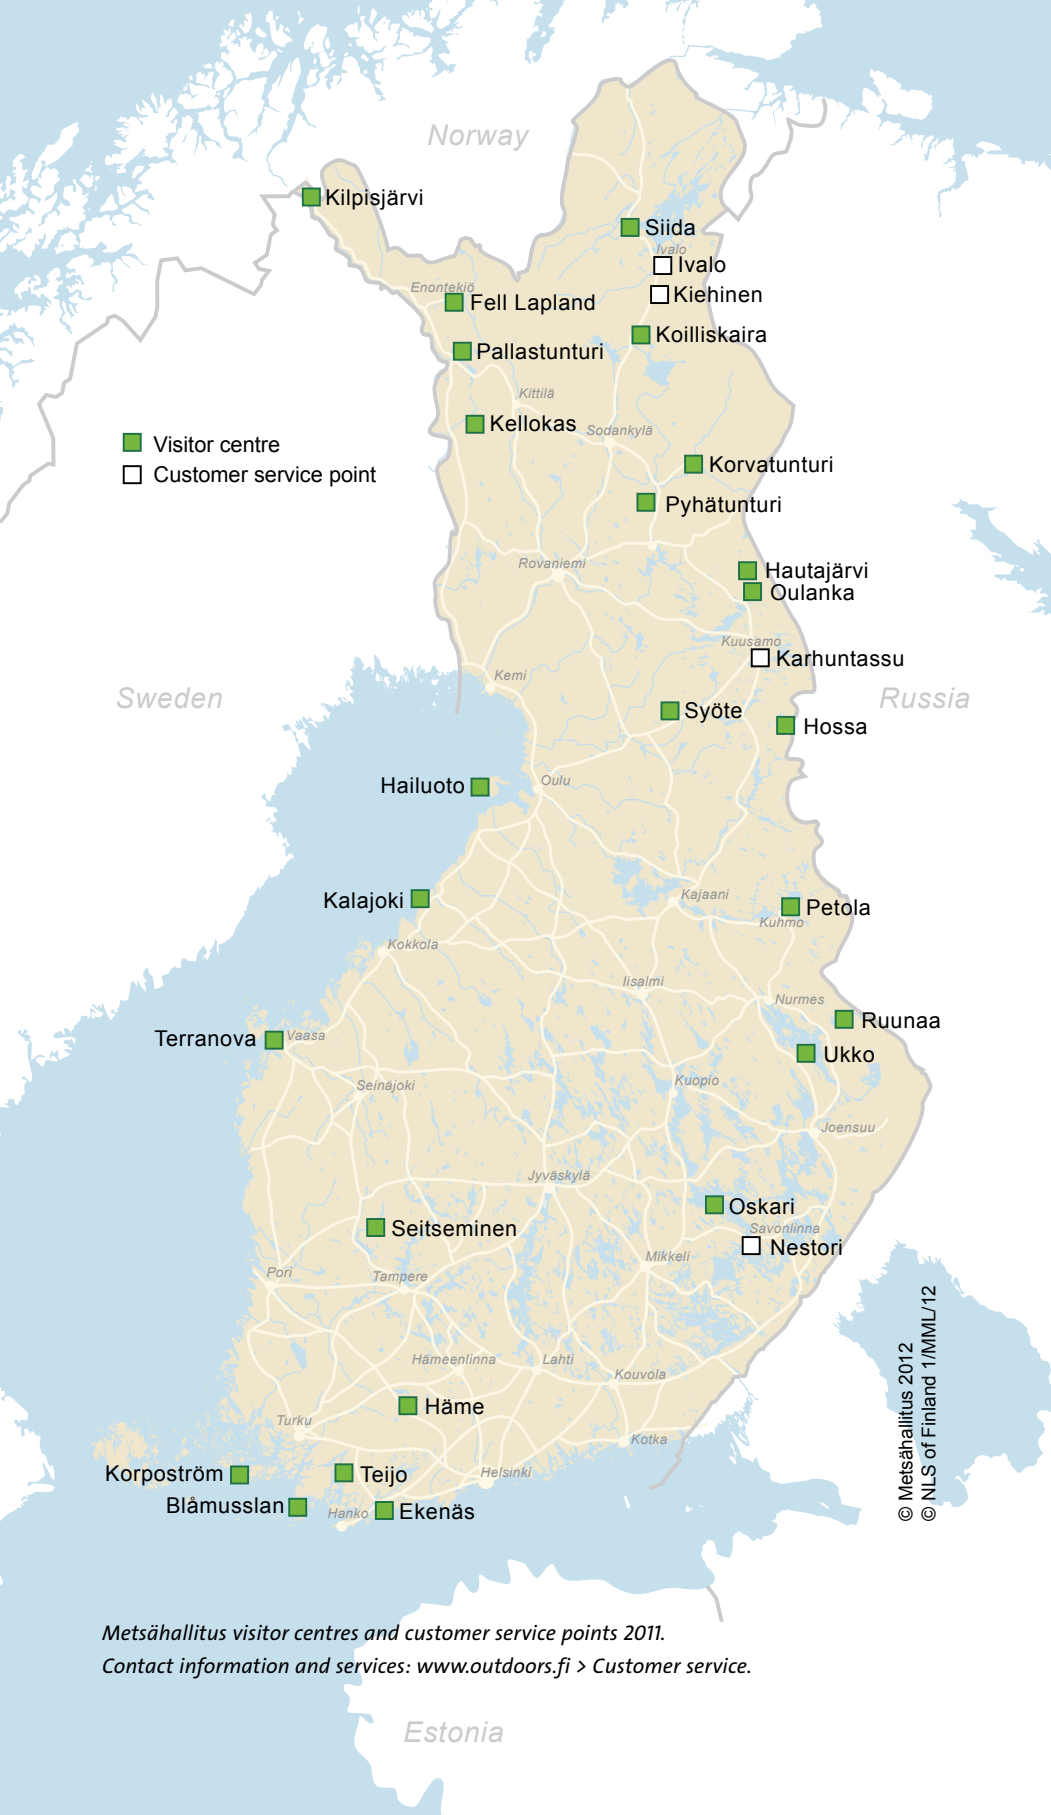 Norway
Kilpisjärvi
Siida
Ivalo
Ivalo
Enontekiö
Kiehinen
Fell Lapland
Koilliskaira
Pallastunturi
Kittilä
Kellokas
Sodankylä
Visitor centre
Customer service point
Korvatunturi
Pyhätunturi
Rovaniemi
Hautajärvi
Oulanka
Kuusamo
Karhuntassu
Kemi
Sweden
Russia
Syöte
Hossa
Hailuoto
Oulu
Kajaani
Kalajoki
Petola
Kuhmo
Kokkola
Iisalmi
Nurmes
Ruunaa
Terranova
Vaasa
Ukko
Kuopio
Seinäjoki
Joensuu
Jyväskylä
Oskari
Seitseminen
Savonlinna
Nestori
Mikkeli
Pori
Tampere
Hämeenlinna
Lahti
Kouvola
Häme
Turku
Kotka
Korpoström
Teijo
Helsinki
Blåmusslan
Hanko
Ekenäs
© Metsähallitus 2012
© NLS of Finland 1/MML/12
Metsähallitus visitor centres and customer service points 2011.
Contact information and services: www.outdoors.fi > Customer service.
Estonia